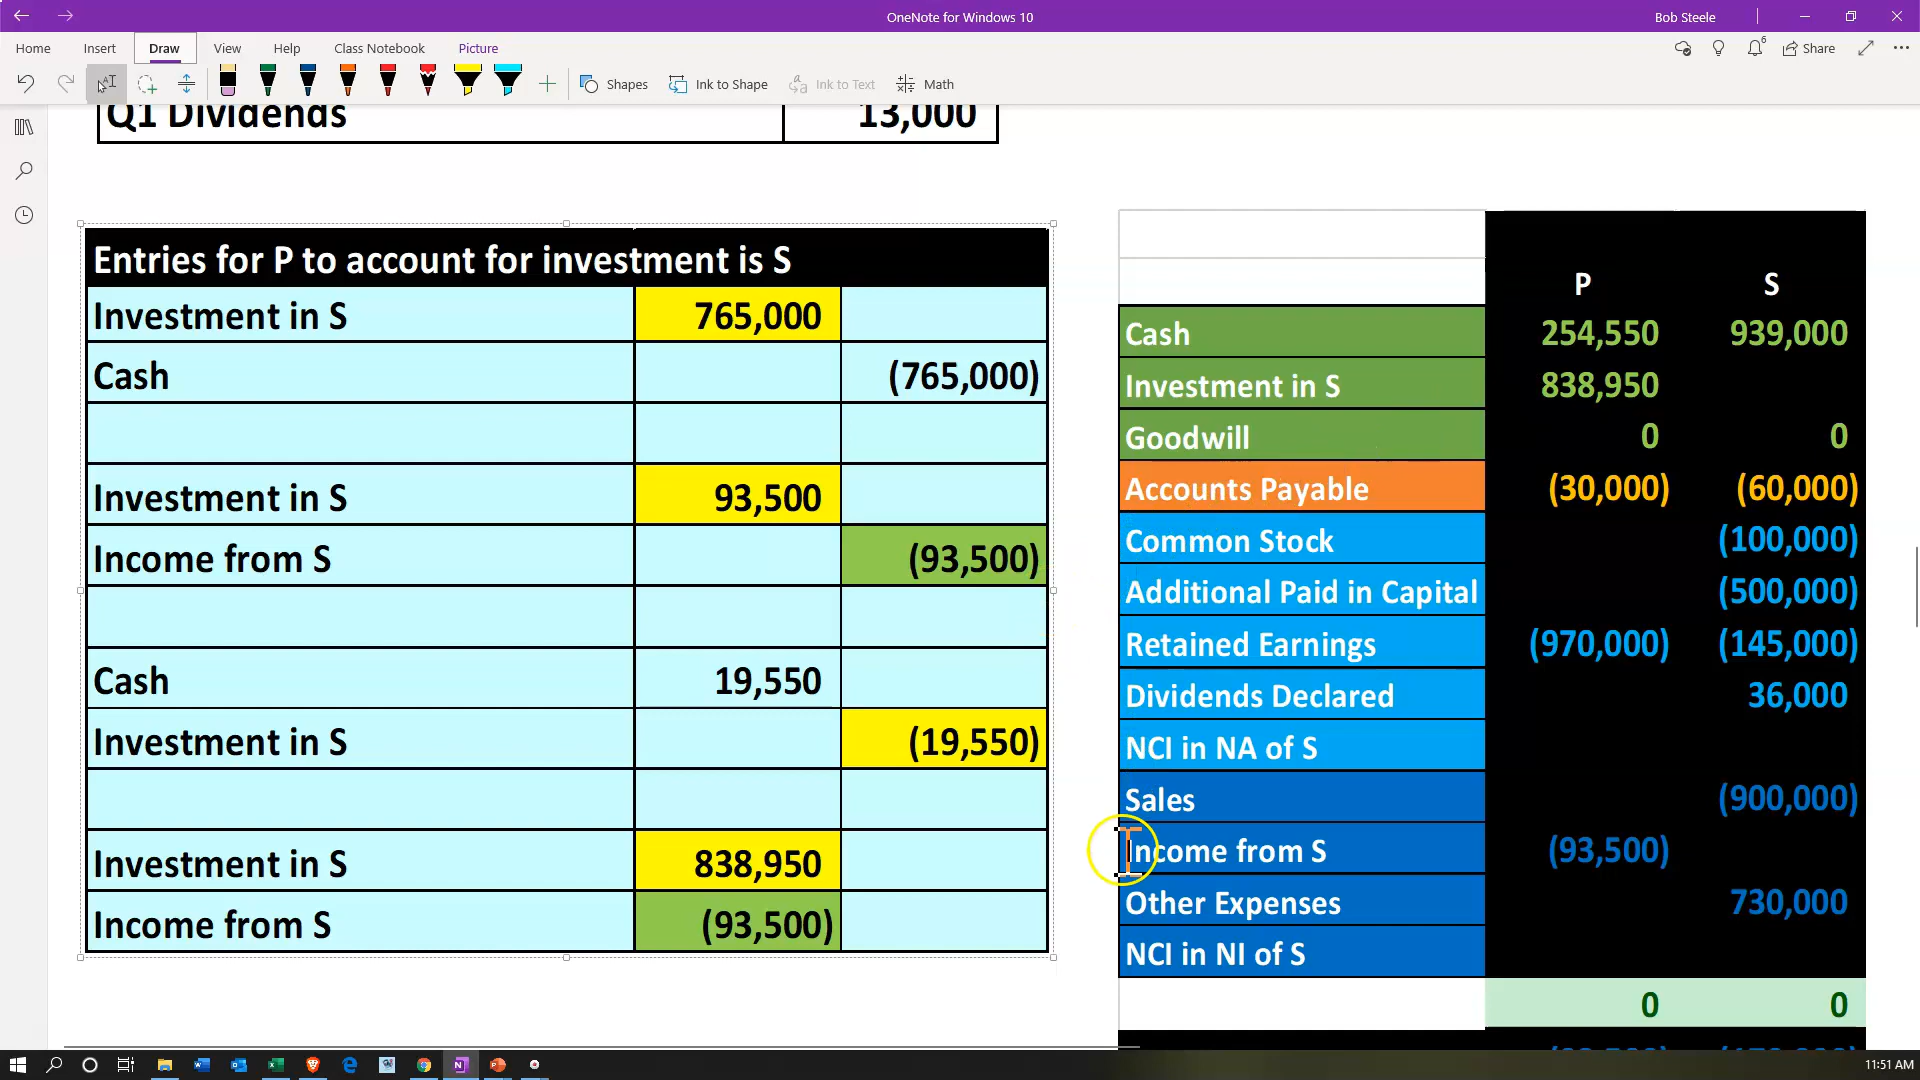 OneNote for Windows 10
Bob Steele
Home Insert Draw View Help Class Notebook Picture
6 Share
Shapes Ink to Shape Ink to Text Math
Q1 Dividends 13,000
Entries for P to account for investment is S
Investment in S 765,000
Cash (765,000)
Investment in S 93,500
Income from S (93,500)
Cash 19,550
Investment in S (19,550)
Investment in S 838,950
Income from S (93,500)
P S
Cash 254,550 939,000
Investment in S 838,950
Goodwill 0 0
Accounts Payable (30,000) (60,000)
Common Stock (100,000)
Additional Paid in Capital (500,000)
Retained Earnings (970,000) (145,000)
Dividends Declared 36,000
NCI in NA of S
Sales (900,000)
Income from S (93,500)
Other Expenses 730,000
NCI in NI of S
0 0
11:51 AM